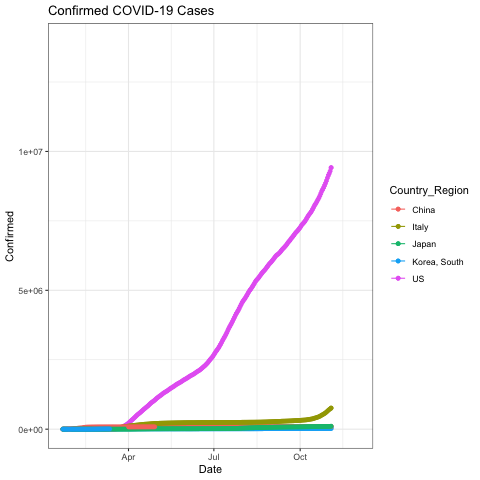 Confirmed COVID-19 Cases
1e+07
5e+06
0e+00
Confirmed
Apr
Jul
Oct
Date
Country_Region
China
Italy
Japan
Korea, South
US